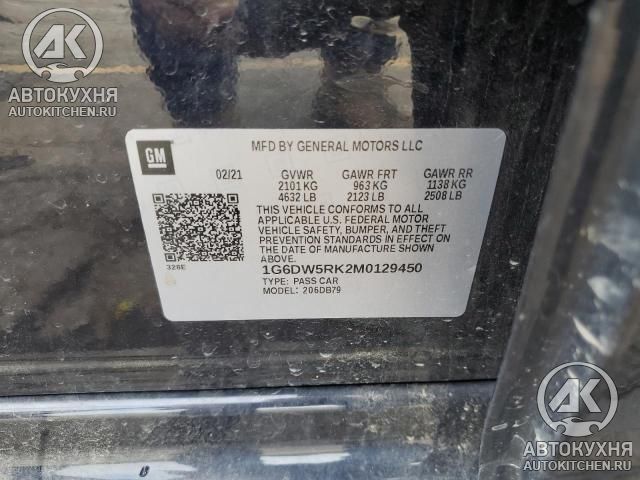 AK
АВТОКУХНЯ
AUTOKITCHEN.RU
GM
MFD BY GENERAL MOTORS LLC
02/21 GVWR GAWR FRT GAWR RR
2101 KG 963 KG 1138 KG
4632 LB 2123 LB 2508 LB
THIS VEHICLE CONFORMS TO ALL
APPLICABLE U.S. FEDERAL MOTOR
VEHICLE SAFETY, BUMPER, AND THEFT
PREVENTION STANDARDS IN EFFECT ON
THE DATE OF MANUFACTURE SHOWN
ABOVE.
328E
1G6DW5RK2M0129450
TYPE: PASS CAR
MODEL: 206DB79
AK
АВТОКУХНЯ
AUTOKITCHEN.RU